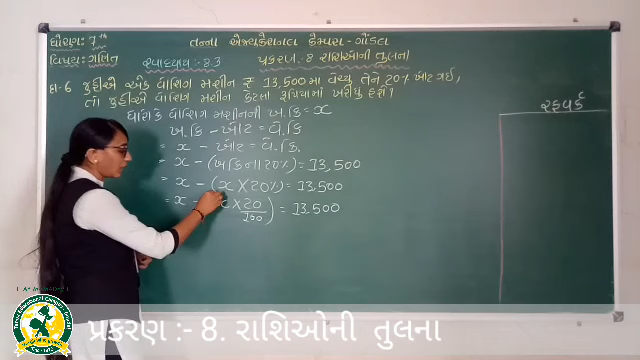 ધોરણ: 7th
તન્ના એજ્યુકેશનલ કેમ્પસ - ગોંડલ
વિષય: ગણિત
સ્વાધ્યાય: 8.3
પ્રકરણ: 8 રાશિઓની તુલના
દા-6 જુહીએ એક વૉશિંગ મશીન ₹ 13,500 માં વેચ્યું તેને 20% ખોટ ગઈ,
તો જુહીએ વૉશિંગ મશીન કેટલા રૂપિયામાં ખરીદ્યું હશે?
ધારોકે વૉશિંગ મશીનની ખ.કિં = x
ખ.કિં - ખોટ = વે.કિં
= x - ખોટ = વે.કિં.
= x - (ખ.કિંના 20%) = 13,500
= x - (x × 20%) = 13,500
= x - (x × 20/100) = 13,500
રફવર્ક
પ્રકરણ :- 8. રાશિઓની તુલના